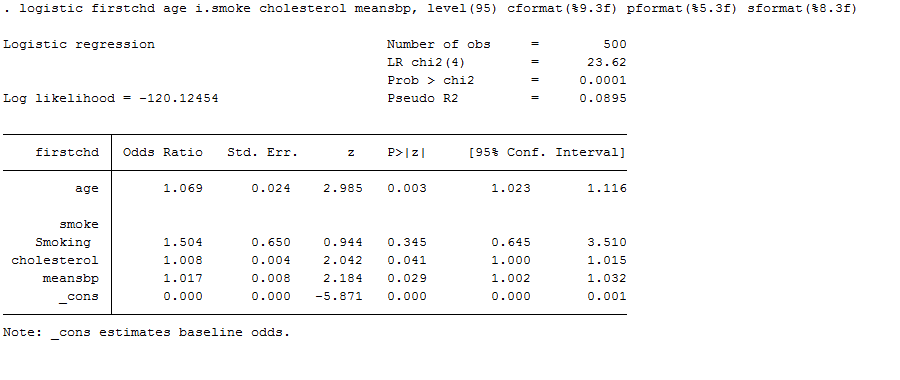 . logistic firstchd age i.smoke cholesterol meansbp, level(95) cformat(%9.3f) pformat(%5.3f) sformat(%8.3f)
Logistic regression Number of obs = 500
LR chi2(4) = 23.62
Prob > chi2 = 0.0001
Log likelihood = -120.12454 Pseudo R2 = 0.0895
firstchd Odds Ratio Std. Err. z P>|z| [95% Conf. Interval]
age 1.069 0.024 2.985 0.003 1.023 1.116
smoke
Smoking 1.504 0.650 0.944 0.345 0.645 3.510
cholesterol 1.008 0.004 2.042 0.041 1.000 1.015
meansbp 1.017 0.008 2.184 0.029 1.002 1.032
_cons 0.000 0.000 -5.871 0.000 0.000 0.001
Note: _cons estimates baseline odds.